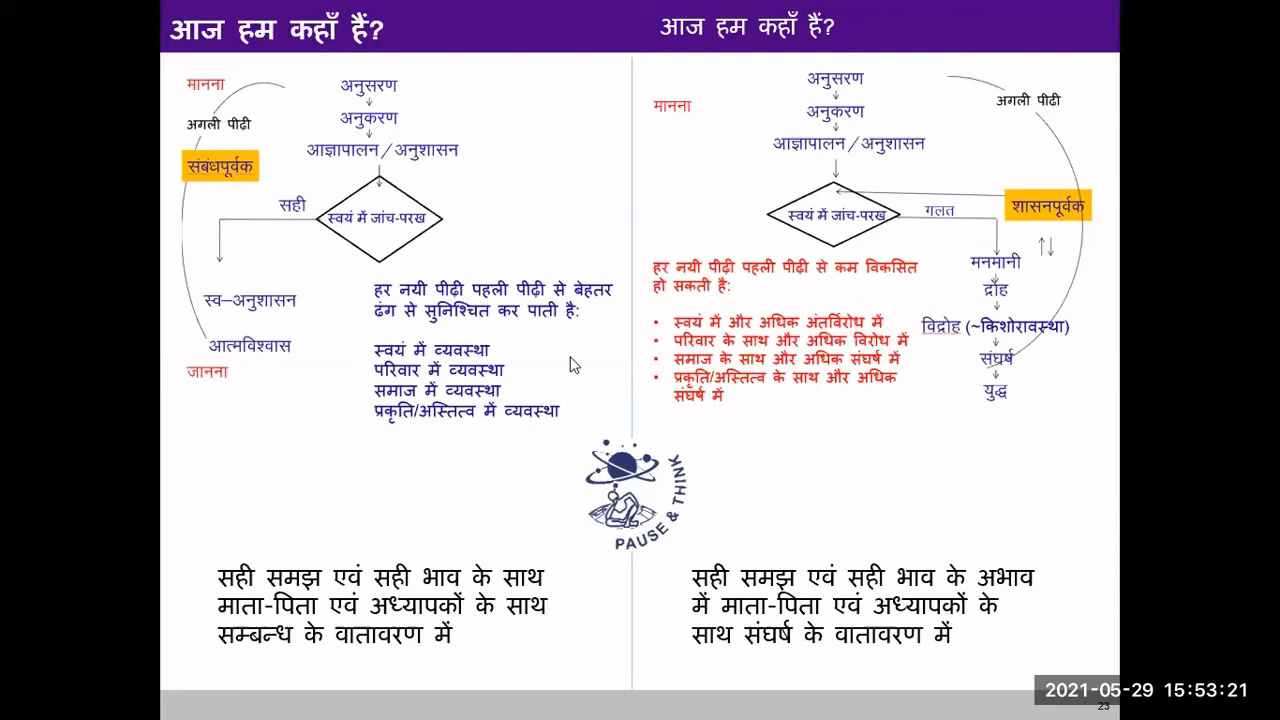 आज हम कहाँ हैं?
मानना
अनुसरण
अनुकरण
अगली पीढ़ी
आज्ञापालन/अनुशासन
संबंधपूर्वक
सही
स्वयं में जांच-परख
स्व–अनुशासन
आत्मविश्वास
जानना
हर नयी पीढ़ी पहली पीढ़ी से बेहतर
ढंग से सुनिश्चित कर पाती है:
स्वयं में व्यवस्था
परिवार में व्यवस्था
समाज में व्यवस्था
प्रकृति/अस्तित्व में व्यवस्था
सही समझ एवं सही भाव के साथ
माता-पिता एवं अध्यापकों के साथ
सम्बन्ध के वातावरण में
आज हम कहाँ हैं?
अनुसरण
अगली पीढ़ी
मानना
अनुकरण
आज्ञापालन/अनुशासन
शासनपूर्वक
स्वयं में जांच-परख
गलत
मनमानी
द्रोह
विद्रोह (~किशोरावस्था)
संघर्ष
युद्ध
हर नयी पीढ़ी पहली पीढ़ी से कम विकसित
हो सकती है:
• स्वयं में और अधिक अंतर्विरोध में
• परिवार के साथ और अधिक विरोध में
• समाज के साथ और अधिक संघर्ष में
• प्रकृति/अस्तित्व के साथ और अधिक
संघर्ष में
PAUSE & THINK
सही समझ एवं सही भाव के अभाव
में माता-पिता एवं अध्यापकों के
साथ संघर्ष के वातावरण में
2021-05-29 15:53:21
23